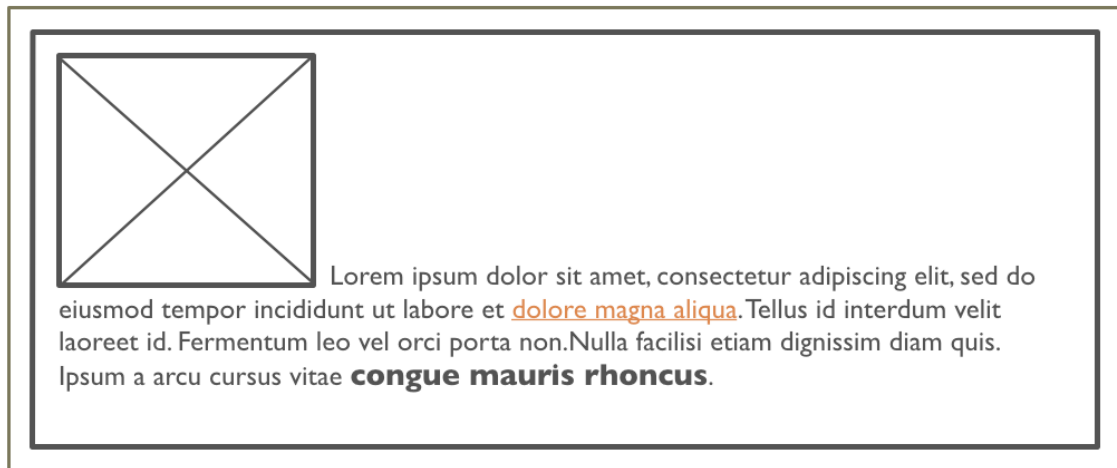 Lorem ipsum dolor sit amet, consectetur adipiscing elit, sed do
eiusmod tempor incididunt ut labore et dolore magna aliqua. Tellus id interdum velit
laoreet id. Fermentum leo vel orci porta non.Nulla facilisi etiam dignissim diam quis.
Ipsum a arcu cursus vitae congue mauris rhoncus.